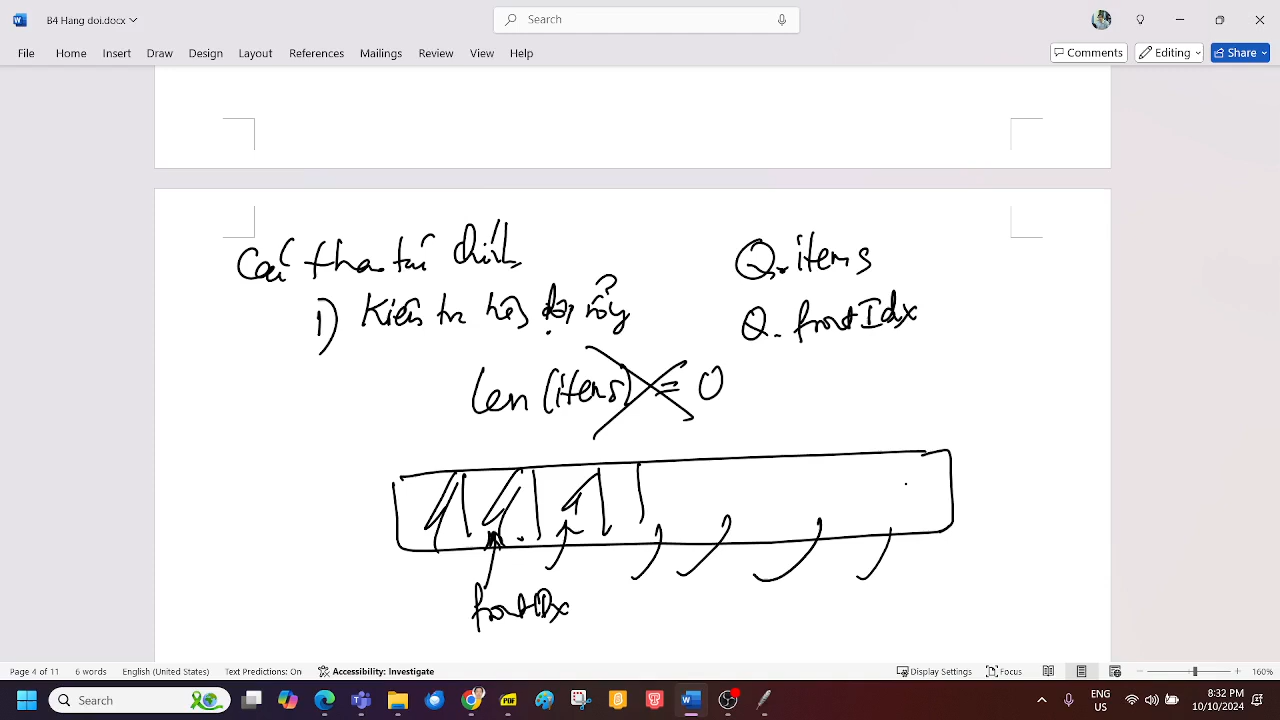 B4 Hang doi.docx
Search
File Home Insert Draw Design Layout References Mailings Review View Help
Comments Editing Share
Các thao tác chính
Q.items
1) Kiểm tra hàng đợi rỗng?
Q.frontIdx
len(items) = 0
frontIdx
Page 4 of 11 6 words English (United States) Text Predictions: On Accessibility: Investigate
Display Settings Focus 160%
Search
PDF
ENG
US
8:32 PM
10/10/2024